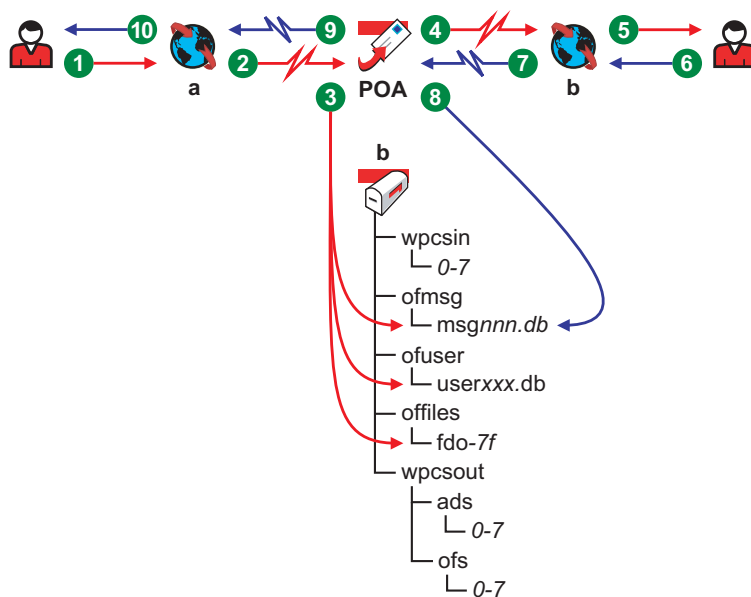 10 9 4 5
1 2 7 6
a POA b
3 8
b
wpcsin
0-7
ofmsg
msgnnn.db
ofuser
userxxx.db
offiles
fdo-7f
wpcsout
ads
0-7
ofs
0-7